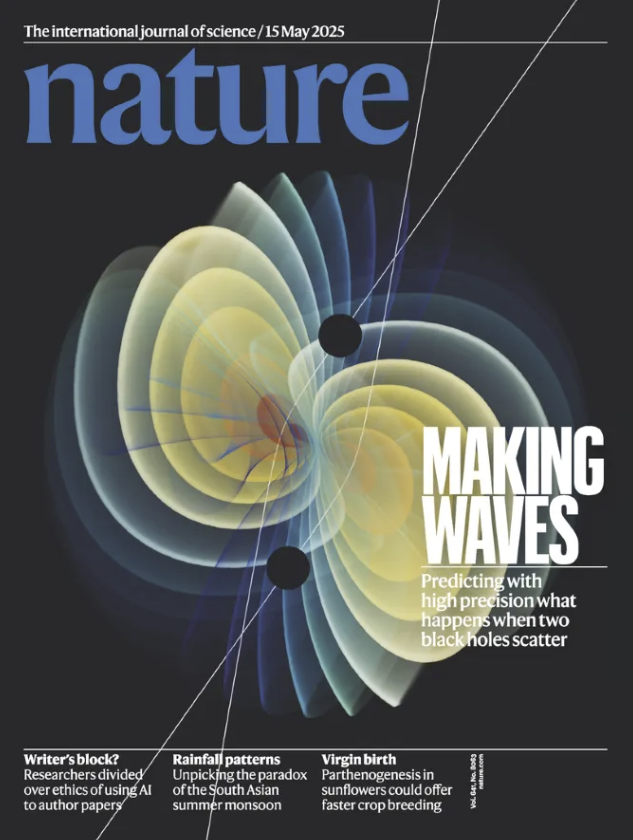 The international journal of science / 15 May 2025
nature
MAKING
WAVES
Predicting with
high precision what
happens when two
black holes scatter
Writer's block?
Researchers divided
over ethics of using AI
to author papers
Rainfall patterns
Unpicking the paradox
of the South Asian
summer monsoon
Virgin birth
Parthenogenesis in
sunflowers could offer
faster crop breeding
Vol. 641, No. 8063
nature.com